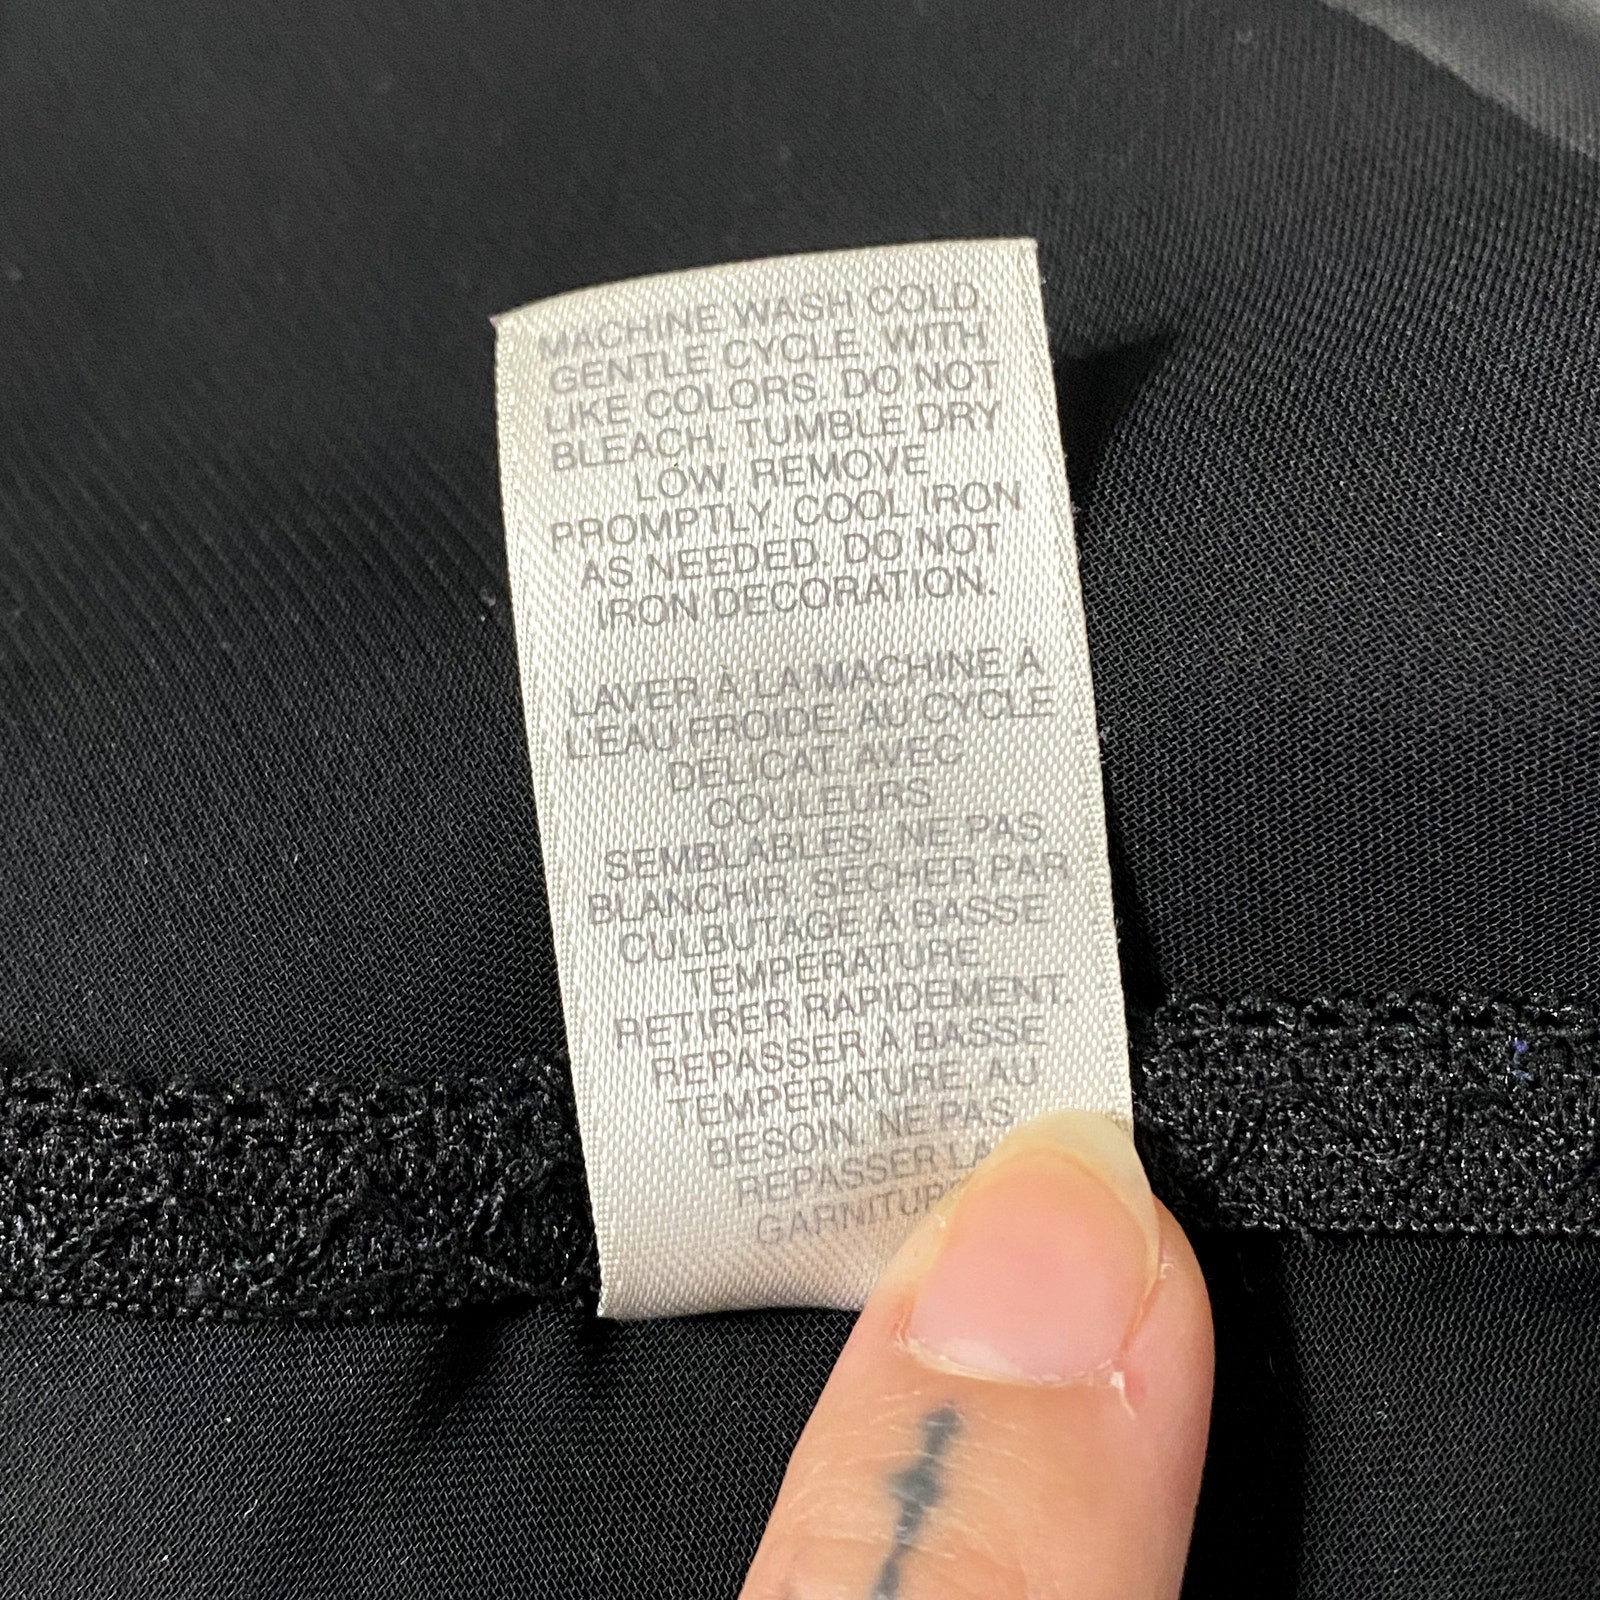 MACHINE WASH COLD,
GENTLE CYCLE, WITH
LIKE COLORS. DO NOT
BLEACH. TUMBLE DRY
LOW. REMOVE
PROMPTLY. COOL IRON
AS NEEDED. DO NOT
IRON DECORATION.
LAVER À LA MACHINE À
L'EAU FROIDE, AU CYCLE
DÉLICAT, AVEC
COULEURS
SEMBLABLES. NE PAS
BLANCHIR. SÉCHER PAR
CULBUTAGE À BASSE
TEMPÉRATURE.
RETIRER RAPIDEMENT.
REPASSER À BASSE
TEMPÉRATURE, AU
BESOIN. NE PAS
REPASSER LA
GARNITURE